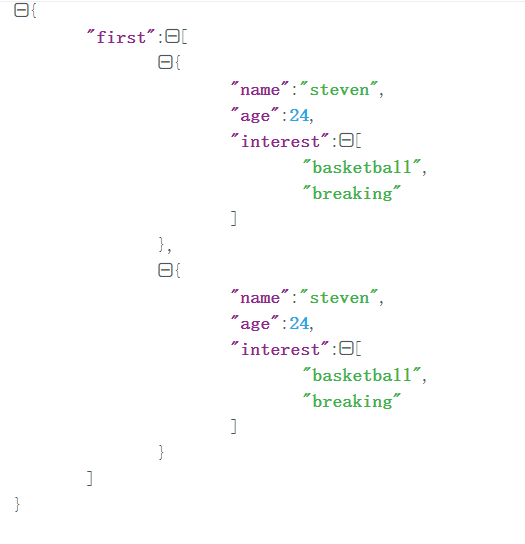 {
"first":[
{
"name":"steven",
"age":24,
"interest":[
"basketball",
"breaking"
]
},
{
"name":"steven",
"age":24,
"interest":[
"basketball",
"breaking"
]
}
]
}